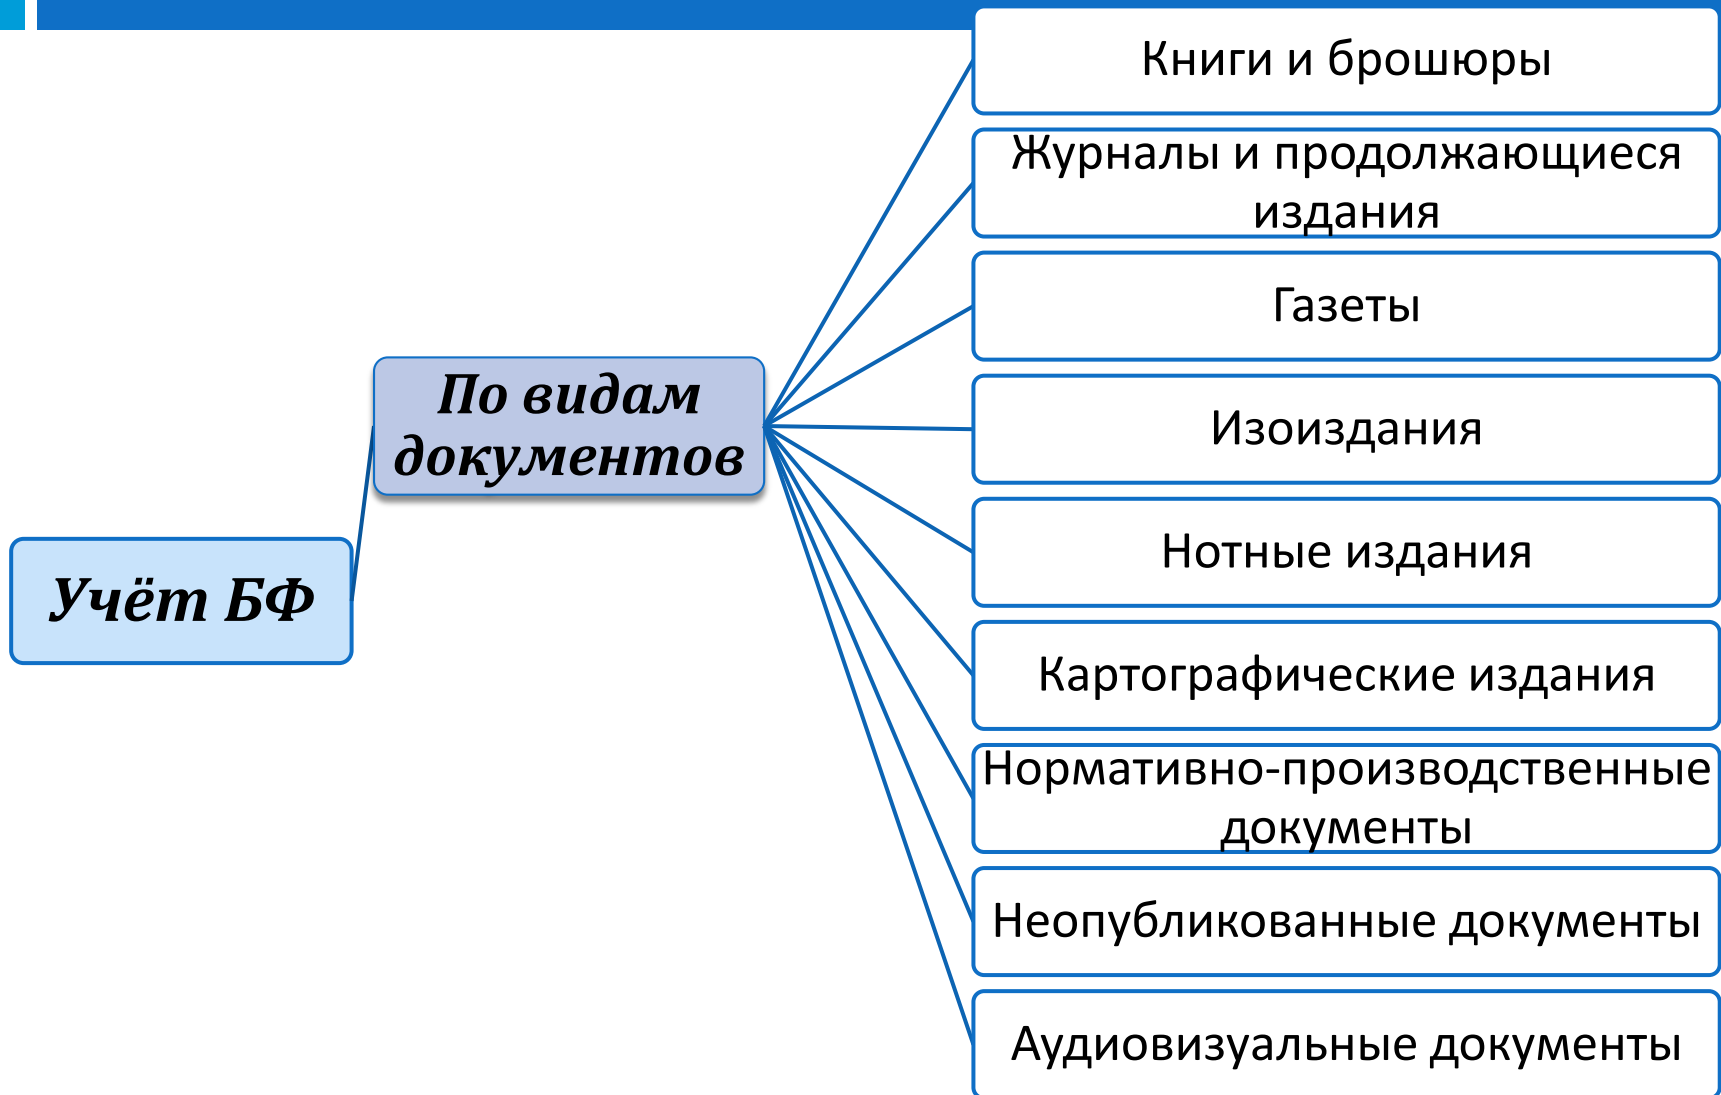 Учёт БФ
По видам
документов
Книги и брошюры
Журналы и продолжающиеся
издания
Газеты
Изоиздания
Нотные издания
Картографические издания
Нормативно-производственные
документы
Неопубликованные документы
Аудиовизуальные документы